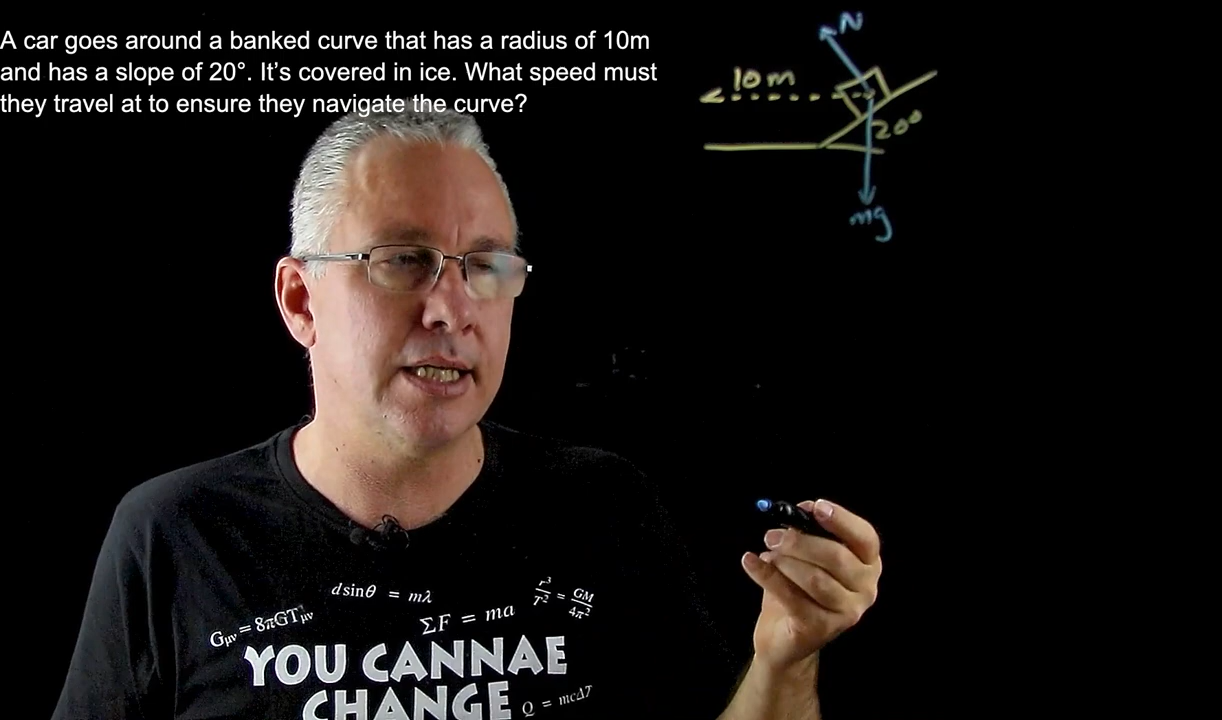 A car goes around a banked curve that has a radius of 10m
and has a slope of 20°. It’s covered in ice. What speed must
they travel at to ensure they navigate the curve?
N
10m
20°
mg
dsinθ = mλ
r³/T² = GM/4π²
Gμν = 8πGTμν
ΣF = ma
YOU CANNAE
CHANGE
Q = mcΔT